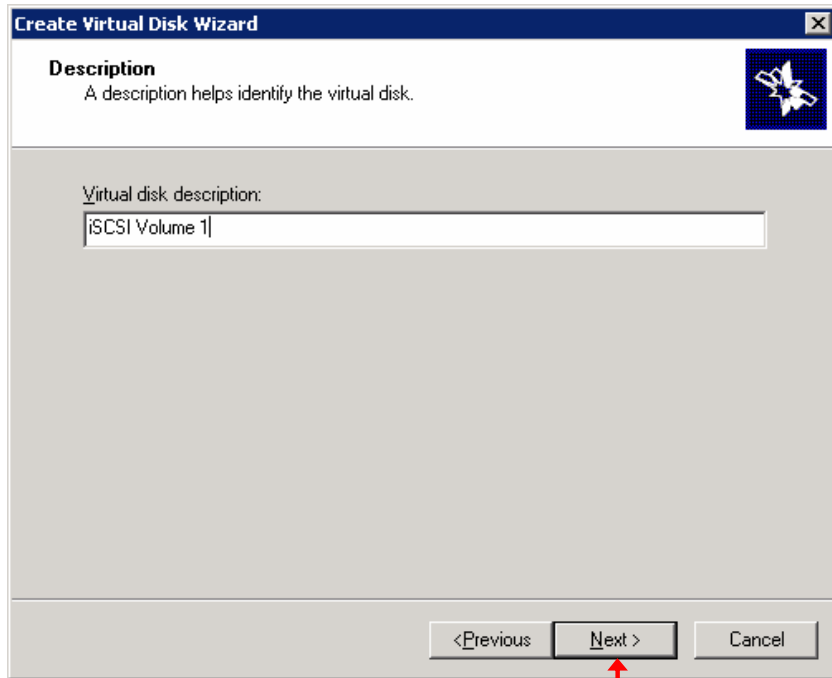 Create Virtual Disk Wizard
Description
A description helps identify the virtual disk.
Virtual disk description:
iSCSI Volume 1
<Previous
Next >
Cancel